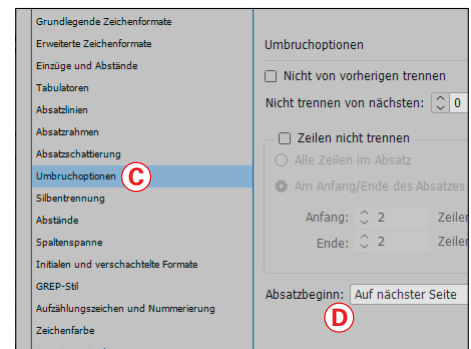 Grundlegende Zeichenformate
Erweiterte Zeichenformate
Einzüge und Abstände
Tabulatoren
Absatzlinien
Absatzrahmen
Absatzschattierung
Umbruchoptionen C
Silbentrennung
Abstände
Spaltenspanne
Initialen und verschachtelte Formate
GREP-Stil
Aufzählungszeichen und Nummerierung
Zeichenfarbe
Umbruchoptionen
Nicht von vorherigen trennen
Nicht trennen von nächsten: 0
Zeilen nicht trennen
Alle Zeilen im Absatz
Am Anfang/Ende des Absatzes
Anfang: 2 Zeilen
Ende: 2 Zeilen
Absatzbeginn: Auf nächster Seite
D